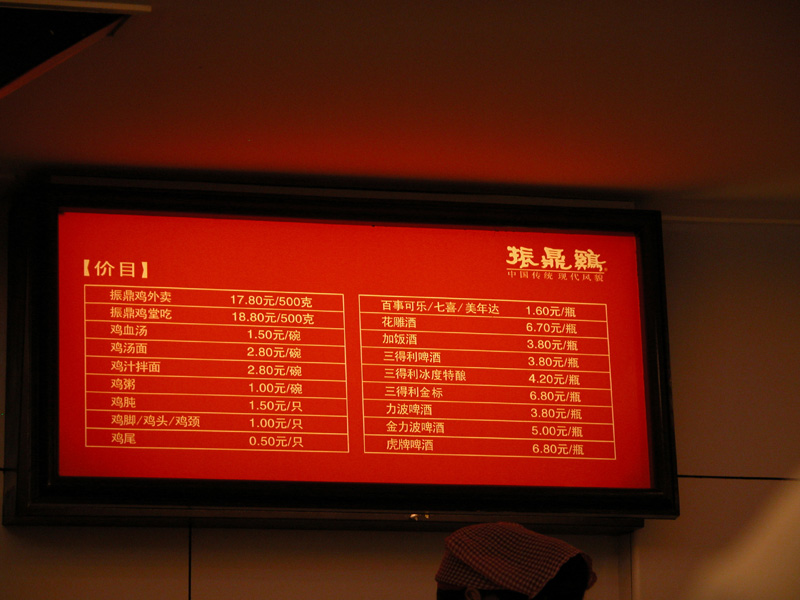 振鼎鷄
中国传统 现代风貌
【价目】
振鼎鸡外卖 17.80元/500克
振鼎鸡堂吃 18.80元/500克
鸡血汤 1.50元/碗
鸡汤面 2.80元/碗
鸡汁拌面 2.80元/碗
鸡粥 1.00元/碗
鸡肫 1.50元/只
鸡脚/鸡头/鸡颈 1.00元/只
鸡尾 0.50元/只
百事可乐/七喜/美年达 1.60元/瓶
花雕酒 6.70元/瓶
加饭酒 3.80元/瓶
三得利啤酒 3.80元/瓶
三得利冰度特酿 4.20元/瓶
三得利金标 6.80元/瓶
力波啤酒 3.80元/瓶
金力波啤酒 5.00元/瓶
虎牌啤酒 6.80元/瓶